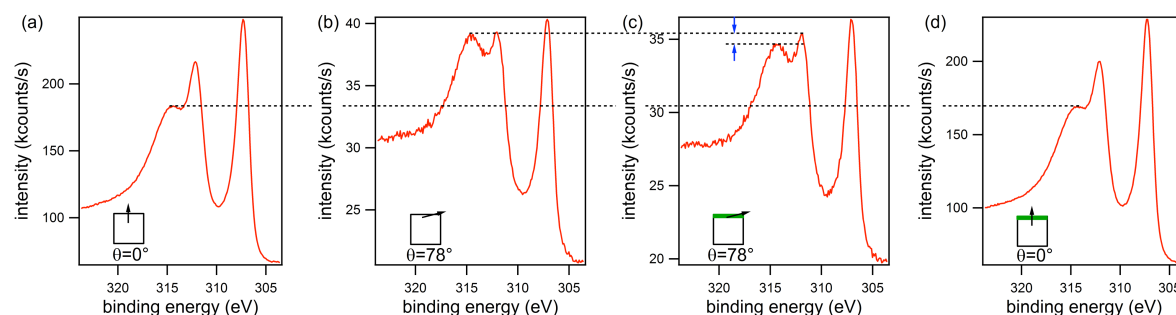 (a)
intensity (kcounts/s)
200
150
100
θ=0°
320 315 310 305
binding energy (eV)
(b)
intensity (kcounts/s)
40
35
30
25
θ=78°
320 315 310 305
binding energy (eV)
(c)
intensity (kcounts/s)
35
30
25
20
θ=78°
320 315 310 305
binding energy (eV)
(d)
intensity (kcounts/s)
200
150
100
θ=0°
320 315 310 305
binding energy (eV)